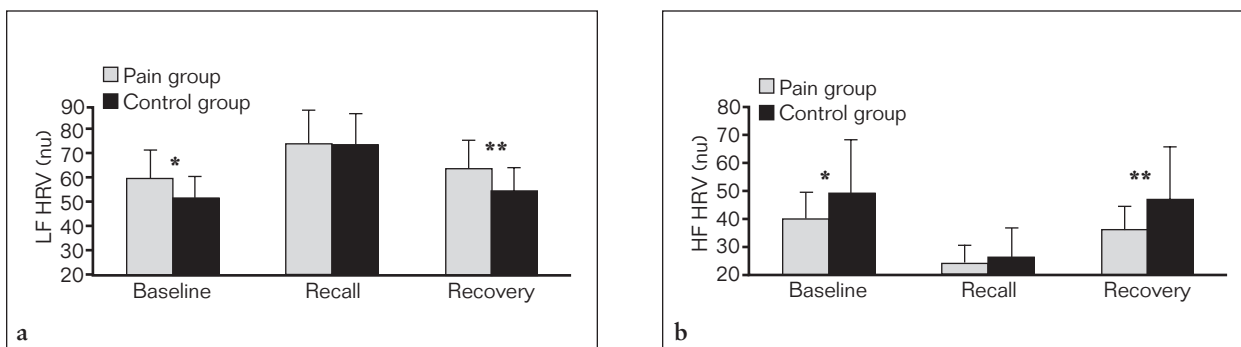 Pain group
Control group
LF HRV (nu)
90
80
70
60
50
40
30
20
*
**
Baseline Recall Recovery
a
Pain group
Control group
HF HRV (nu)
80
70
60
50
40
30
20
*
**
Baseline Recall Recovery
b